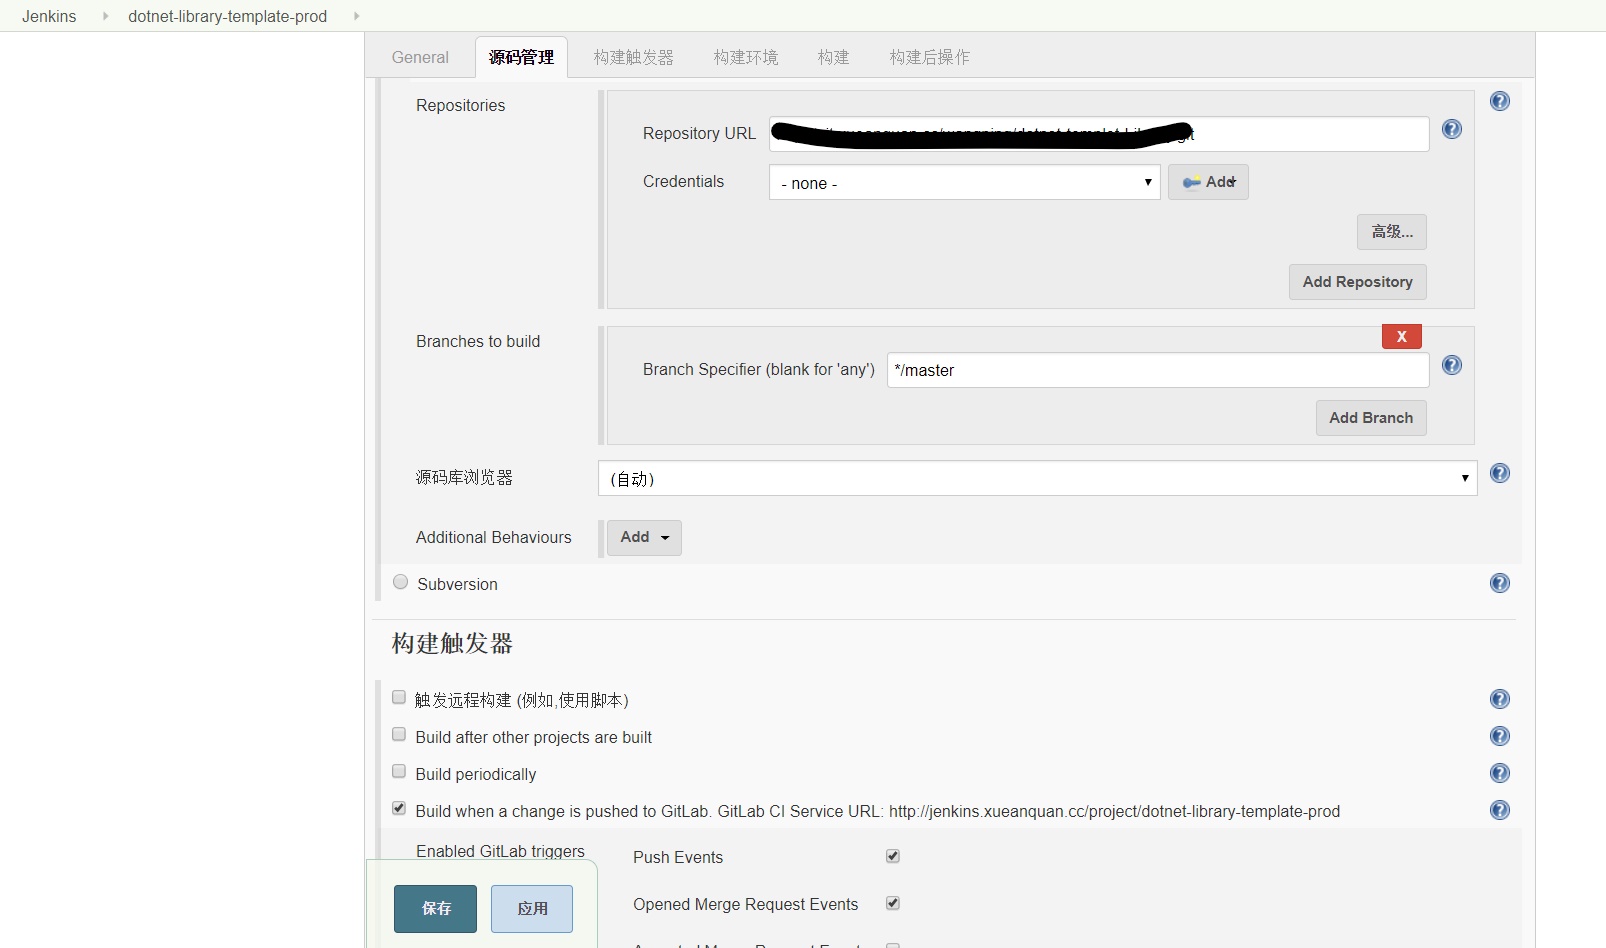 Jenkins dotnet-library-template-prod
General 源码管理 构建触发器 构建环境 构建 构建后操作
Repositories
Repository URL
Credentials - none - Add
高级...
Add Repository
Branches to build
X
Branch Specifier (blank for 'any') */master
Add Branch
源码库浏览器 (自动)
Additional Behaviours Add
Subversion
构建触发器
触发远程构建 (例如,使用脚本)
Build after other projects are built
Build periodically
Build when a change is pushed to GitLab. GitLab CI Service URL: http://jenkins.xueanquan.cc/project/dotnet-library-template-prod
Enabled GitLab triggers Push Events
保存 应用
Opened Merge Request Events